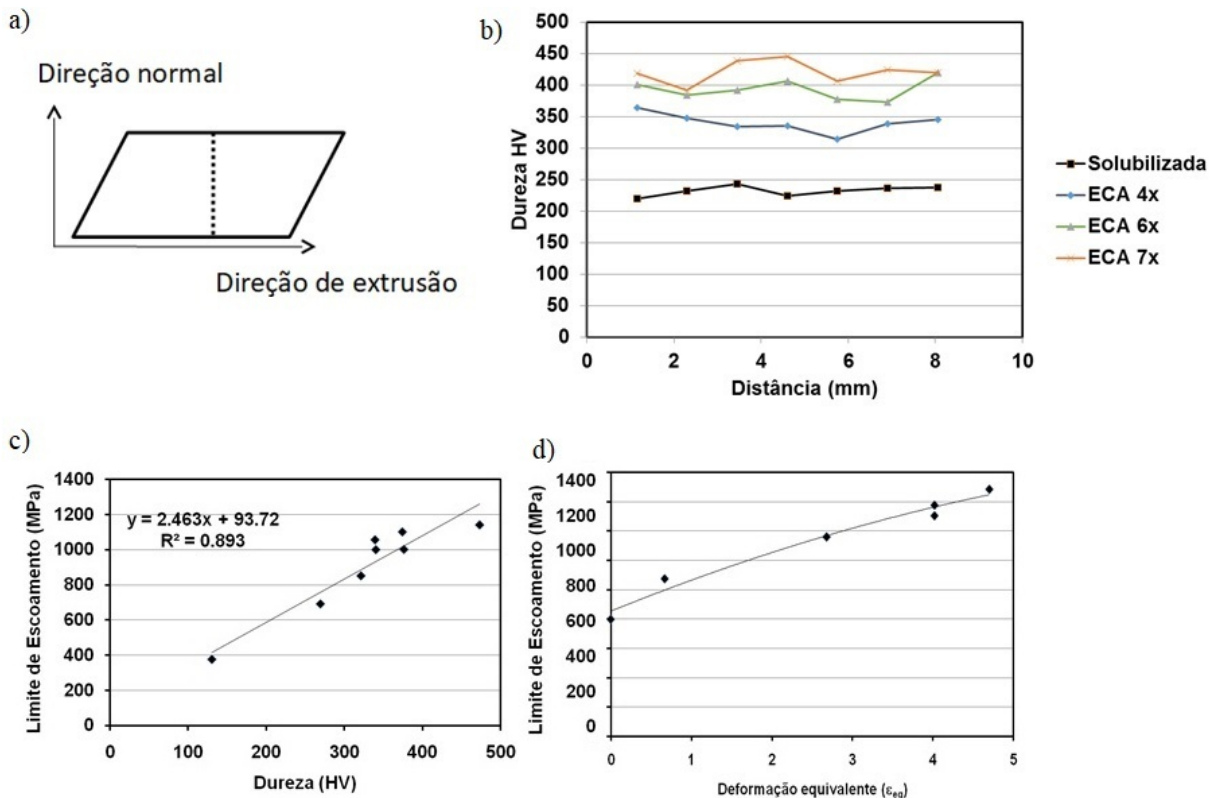 a)
Direção normal
Direção de extrusão
b)
Dureza HV
500
450
400
350
300
250
200
150
100
50
0
0 2 4 6 8 10
Distância (mm)
Solubilizada
ECA 4x
ECA 6x
ECA 7x
c)
Limite de Escoamento (MPa)
1400
1200
1000
800
600
400
200
0
y = 2.463x + 93.72
R² = 0.893
0 100 200 300 400 500
Dureza (HV)
d)
Limite de Escoamento (MPa)
1400
1200
1000
800
600
400
200
0
0 1 2 3 4 5
Deformação equivalente (εeq)